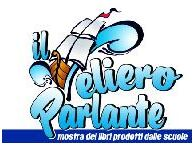 il
Veliero
Parlante
mostra dei libri prodotti dalle scuole